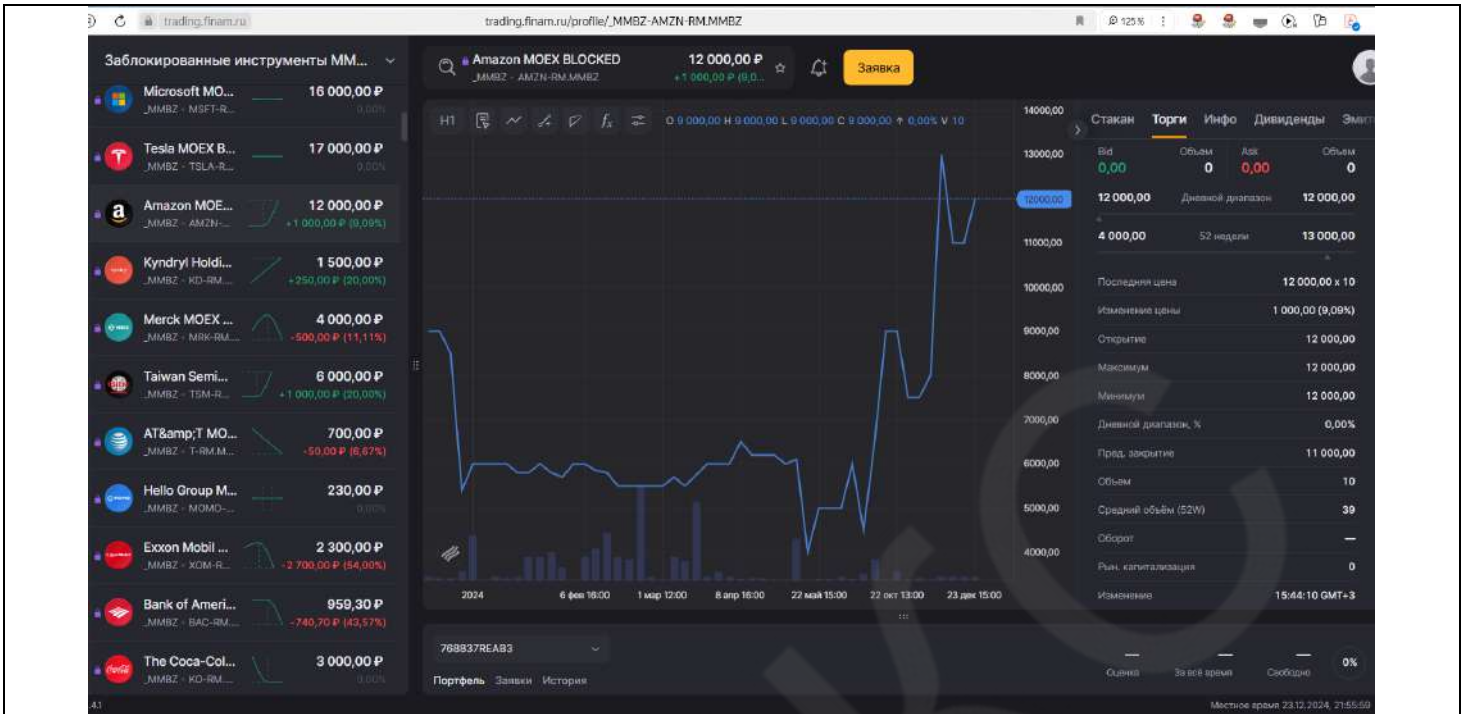 trading.finam.ru
trading.finam.ru/profile/_MMBZ-AMZN-RM.MMBZ
125 %
Заблокированные инструменты ММ...
Microsoft MO...
16 000,00 ₽
_MMBZ - MSFT-R...
0,00%
Tesla MOEX B...
17 000,00 ₽
_MMBZ - TSLA-R...
0,00%
Amazon MOE...
12 000,00 ₽
_MMBZ - AMZN-...
+1 000,00 ₽ (9,09%)
Kyndryl Holdi...
1 500,00 ₽
_MMBZ - KD-RM....
+250,00 ₽ (20,00%)
Merck MOEX ...
4 000,00 ₽
_MMBZ - MRK-RM....
-500,00 ₽ (11,11%)
Taiwan Semi...
6 000,00 ₽
_MMBZ - TSM-R...
+1 000,00 ₽ (20,00%)
AT&amp;T MO...
700,00 ₽
_MMBZ - T-RM.M...
-50,00 ₽ (6,67%)
Hello Group M...
230,00 ₽
_MMBZ - MOMO-...
0,00%
Exxon Mobil ...
2 300,00 ₽
_MMBZ - XOM-R...
-2 700,00 ₽ (54,00%)
Bank of Ameri...
959,30 ₽
_MMBZ - BAC-RM....
-740,70 ₽ (43,57%)
The Coca-Col...
3 000,00 ₽
_MMBZ - KO-RM....
0,00%
.4.1
Amazon MOEX BLOCKED
12 000,00 ₽
_MMBZ - AMZN-RM.MMBZ
+1 000,00 ₽ (9,0...
Заявка
H1
O 9 000,00 H 9 000,00 L 9 000,00 C 9 000,00 ↑ 0,00% V 10
14000,00
13000,00
12000,00
11000,00
10000,00
9000,00
8000,00
7000,00
6000,00
5000,00
4000,00
2024
6 фев 16:00
1 мар 12:00
8 апр 16:00
22 май 15:00
22 окт 13:00
23 дек 15:00
768837REAB3
Портфель Заявки История
Стакан Торги Инфо Дивиденды Эмит
Bid Объем Ask Объем
0,00 0 0,00 0
12 000,00 Дневной диапазон 12 000,00
4 000,00 52 недели 13 000,00
Последняя цена 12 000,00 x 10
Изменение цены 1 000,00 (9,09%)
Открытие 12 000,00
Максимум 12 000,00
Минимум 12 000,00
Дневной диапазон, % 0,00%
Пред. закрытие 11 000,00
Объем 10
Средний объём (52W) 39
Оборот —
Рын. капитализация 0
Изменение 15:44:10 GMT+3
— — — 0%
Оценка За всё время Свободно
Местное время 23.12.2024, 21:55:59